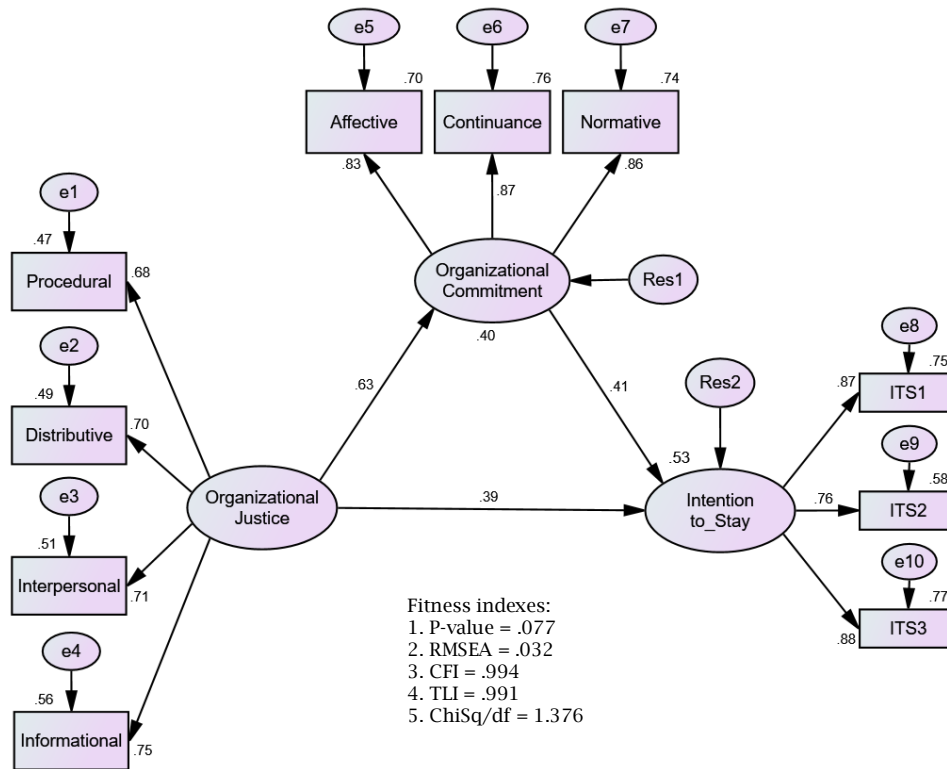 e5
e6
e7
.70
.76
.74
Affective
Continuance
Normative
.83
.87
.86
e1
.47
Procedural
.68
Organizational
Commitment
.40
Res1
e2
.49
Distributive
.70
.63
.41
Res2
e8
.75
.87
ITS1
e3
.51
Interpersonal
.71
Organizational
Justice
.39
.53
Intention
to_Stay
e9
.58
.76
ITS2
e10
.77
.88
ITS3
e4
.56
Informational
.75
Fitness indexes:
1. P-value = .077
2. RMSEA = .032
3. CFI = .994
4. TLI = .991
5. ChiSq/df = 1.376